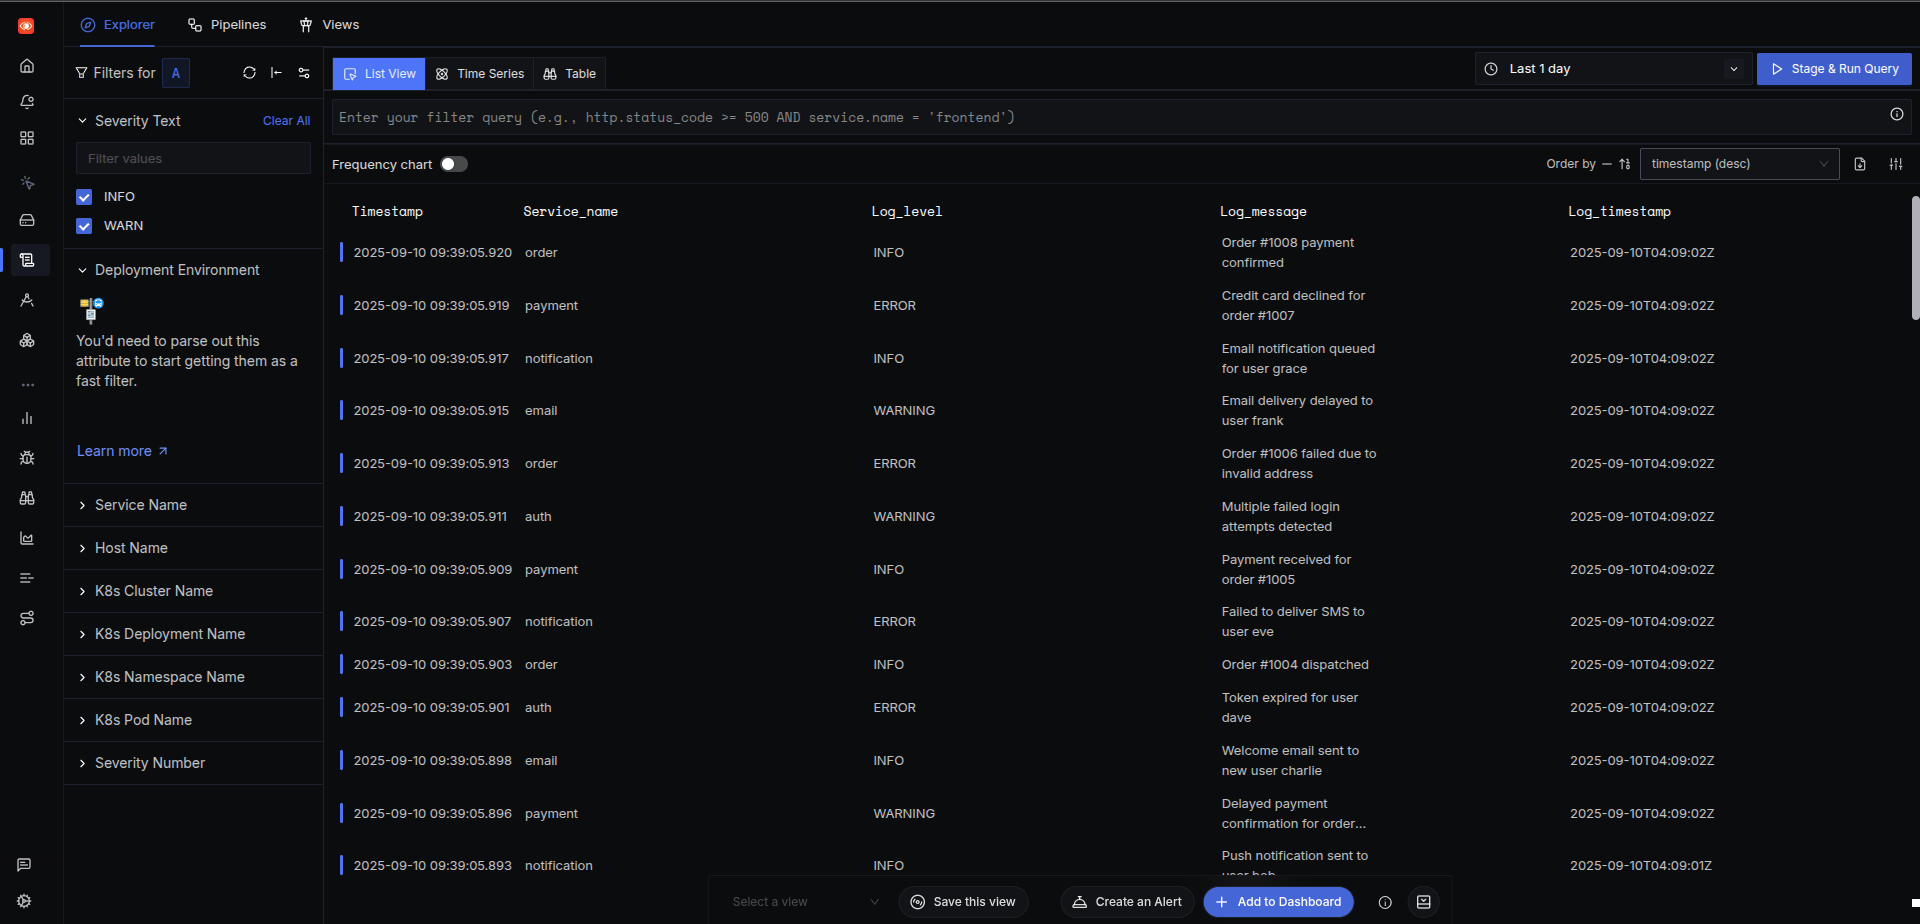 Explorer Pipelines Views
Filters for A
Severity Text Clear All
Filter values
INFO
WARN
Deployment Environment
You'd need to parse out this
attribute to start getting them as a
fast filter.
Learn more
Service Name
Host Name
K8s Cluster Name
K8s Deployment Name
K8s Namespace Name
K8s Pod Name
Severity Number
List View Time Series Table
Last 1 day Stage & Run Query
Enter your filter query (e.g., http.status_code >= 500 AND service.name = 'frontend')
Frequency chart Order by timestamp (desc)
Timestamp Service_name Log_level Log_message Log_timestamp
2025-09-10 09:39:05.920 order INFO Order #1008 payment 2025-09-10T04:09:02Z
confirmed
2025-09-10 09:39:05.919 payment ERROR Credit card declined for 2025-09-10T04:09:02Z
order #1007
2025-09-10 09:39:05.917 notification INFO Email notification queued 2025-09-10T04:09:02Z
for user grace
2025-09-10 09:39:05.915 email WARNING Email delivery delayed to 2025-09-10T04:09:02Z
user frank
2025-09-10 09:39:05.913 order ERROR Order #1006 failed due to 2025-09-10T04:09:02Z
invalid address
2025-09-10 09:39:05.911 auth WARNING Multiple failed login 2025-09-10T04:09:02Z
attempts detected
2025-09-10 09:39:05.909 payment INFO Payment received for 2025-09-10T04:09:02Z
order #1005
2025-09-10 09:39:05.907 notification ERROR Failed to deliver SMS to 2025-09-10T04:09:02Z
user eve
2025-09-10 09:39:05.903 order INFO Order #1004 dispatched 2025-09-10T04:09:02Z
2025-09-10 09:39:05.901 auth ERROR Token expired for user 2025-09-10T04:09:02Z
dave
2025-09-10 09:39:05.898 email INFO Welcome email sent to 2025-09-10T04:09:02Z
new user charlie
2025-09-10 09:39:05.896 payment WARNING Delayed payment 2025-09-10T04:09:02Z
confirmation for order...
2025-09-10 09:39:05.893 notification INFO Push notification sent to 2025-09-10T04:09:01Z
Select a view Save this view Create an Alert Add to Dashboard